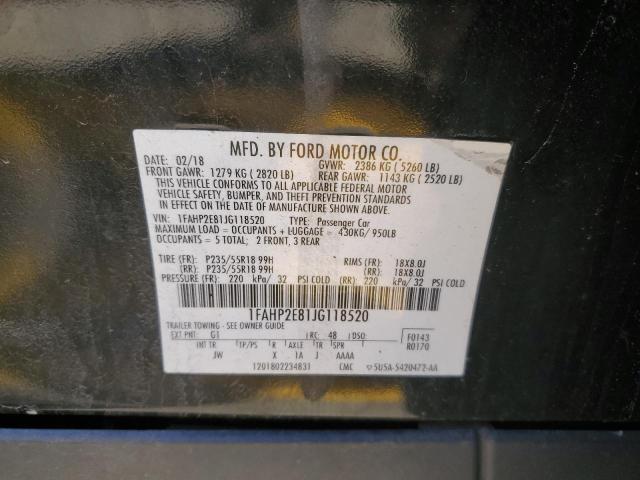 MFD. BY FORD MOTOR CO.
DATE: 02/18 GVWR: 2386 KG ( 5260 LB)
FRONT GAWR: 1279 KG ( 2820 LB) REAR GAWR: 1143 KG ( 2520 LB)
THIS VEHICLE CONFORMS TO ALL APPLICABLE FEDERAL MOTOR
VEHICLE SAFETY, BUMPER, AND THEFT PREVENTION STANDARDS
IN EFFECT ON THE DATE OF MANUFACTURE SHOWN ABOVE.
VIN: 1FAHP2E81JG118520 TYPE: Passenger Car
MAXIMUM LOAD = OCCUPANTS + LUGGAGE = 430KG/ 950LB
OCCUPANTS = 5 TOTAL; 2 FRONT, 3 REAR
TIRE (FR): P235/55R18 99H RIMS (FR): 18X8.0J
(RR): P235/55R18 99H (RR): 18X8.0J
PRESSURE (FR): 220 kPa/ 32 PSI COLD (RR): 220 kPa/ 32 PSI COLD
1FAHP2E81JG118520
TRAILER TOWING - SEE OWNER GUIDE
EXT PNT: G1 RC: 48 DSO: F0143
INT TR TP/PS R AXLE TR SPR R0170
JW X 1A J AAAA
1201802234831 CMC 5U5A-5420472-AA